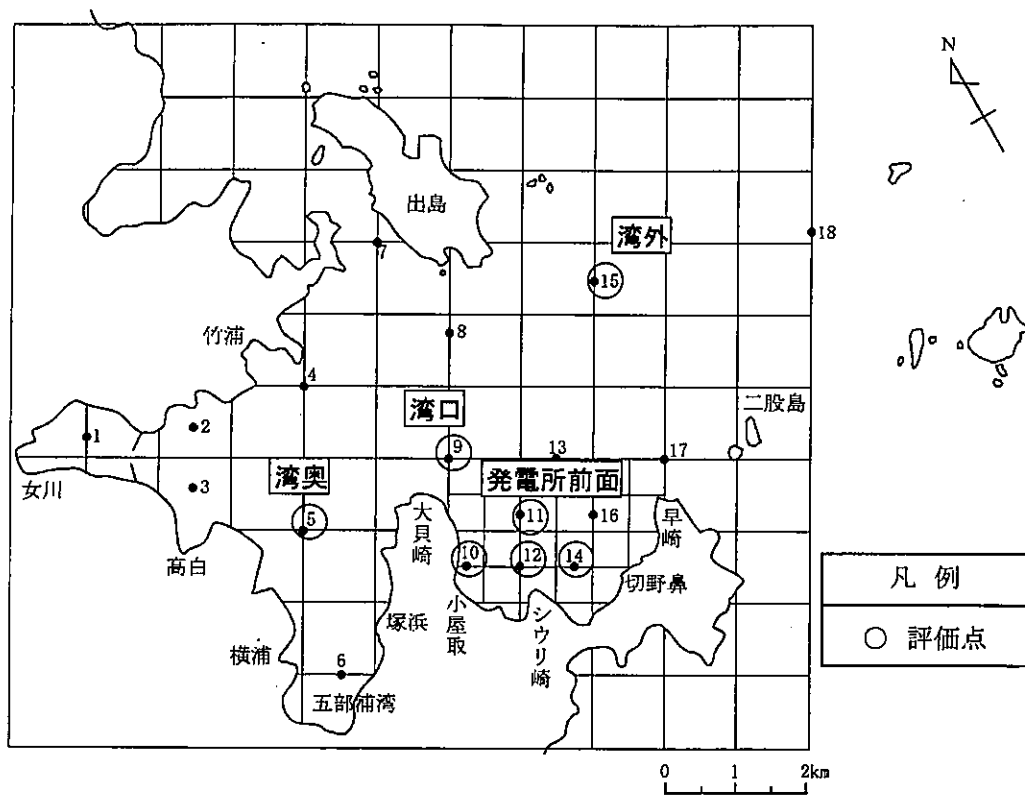 N
出島
湾外
18
7
15
竹浦
8
4
二股島
湾口
2
1
9
13
17
女川
湾奥
発電所前面
3
5
大貝崎
11
16
早崎
高白
10
12
14
切野鼻
凡 例
小屋取
シウリ崎
塚浜
○ 評価点
横浦
6
五部浦湾
0 1 2km